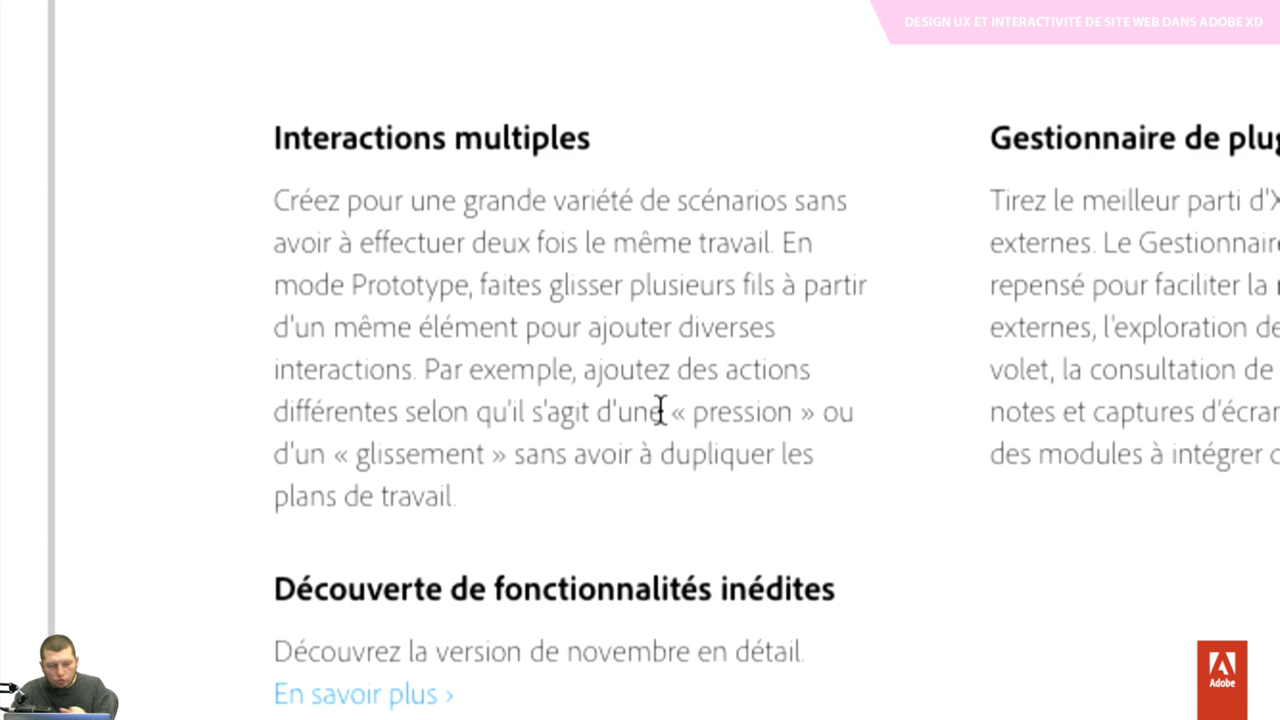 DESIGN UX ET INTERACTIVITÉ DE SITE WEB DANS ADOBE XD
Interactions multiples
Créez pour une grande variété de scénarios sans
avoir à effectuer deux fois le même travail. En
mode Prototype, faites glisser plusieurs fils à partir
d'un même élément pour ajouter diverses
interactions. Par exemple, ajoutez des actions
différentes selon qu'il s'agit d'une « pression » ou
d'un « glissement » sans avoir à dupliquer les
plans de travail.
Découverte de fonctionnalités inédites
Découvrez la version de novembre en détail.
En savoir plus ›
Gestionnaire de
Tirez le meilleur parti
externes. Le
repensé pour faciliter la
externes, l'exploration
volet, la consultation de
notes et captures
des modules à intégrer
Adobe